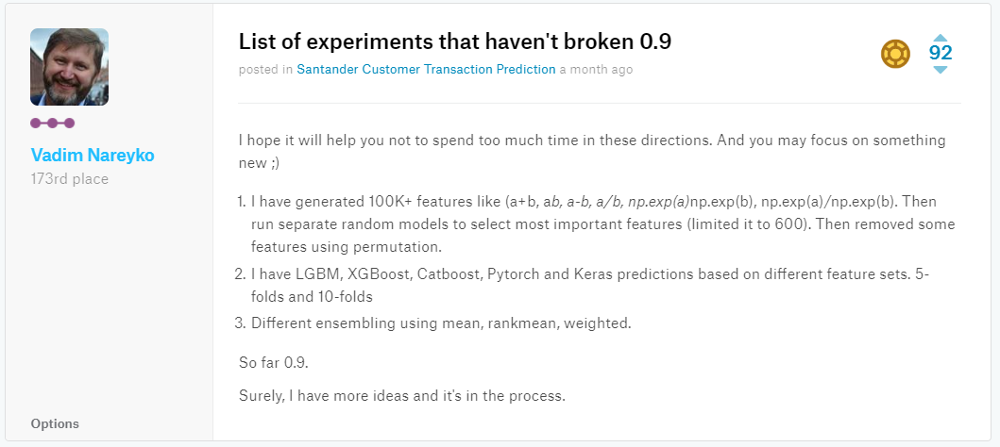 List of experiments that haven't broken 0.9
92
posted in Santander Customer Transaction Prediction a month ago
Vadim Nareyko
173rd place
I hope it will help you not to spend too much time in these directions. And you may focus on something
new ;)
1. I have generated 100K+ features like (a+b, ab, a-b, a/b, np.exp(a)np.exp(b), np.exp(a)/np.exp(b). Then
run separate random models to select most important features (limited it to 600). Then removed some
features using permutation.
2. I have LGBM, XGBoost, Catboost, Pytorch and Keras predictions based on different feature sets. 5-
folds and 10-folds
3. Different ensembling using mean, rankmean, weighted.
So far 0.9.
Surely, I have more ideas and it's in the process.
Options